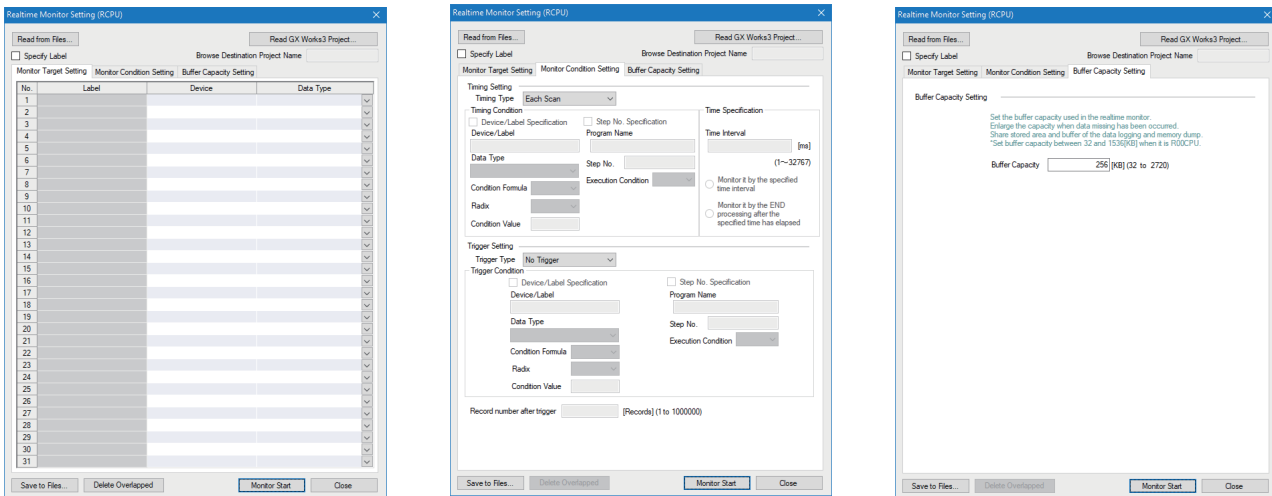 Realtime Monitor Setting (RCPU)
Read from Files...
Read GX Works3 Project...
Specify Label
Browse Destination Project Name
Monitor Target Setting Monitor Condition Setting Buffer Capacity Setting
No. Label Device Data Type
1
2
3
4
5
6
7
8
9
10
11
12
13
14
15
16
17
18
19
20
21
22
23
24
25
26
27
28
29
30
31
Save to Files... Delete Overlapped Monitor Start Close
Realtime Monitor Setting (RCPU)
Read from Files...
Read GX Works3 Project...
Specify Label
Browse Destination Project Name
Monitor Target Setting Monitor Condition Setting Buffer Capacity Setting
Timing Setting
Timing Type Each Scan
Timing Condition
Device/Label Specification
Device/Label
Data Type
Condition Formula
Radix
Condition Value
Step No. Specification
Program Name
Step No.
Execution Condition
Time Specification
Time Interval
[ms]
(1～32767)
Monitor it by the specified
time interval
Monitor it by the END
processing after the
specified time has elapsed
Trigger Setting
Trigger Type No Trigger
Trigger Condition
Device/Label Specification
Device/Label
Data Type
Condition Formula
Radix
Condition Value
Step No. Specification
Program Name
Step No.
Execution Condition
Record number after trigger [Records] (1 to 1000000)
Save to Files... Delete Overlapped Monitor Start Close
Realtime Monitor Setting (RCPU)
Read from Files...
Read GX Works3 Project...
Specify Label
Browse Destination Project Name
Monitor Target Setting Monitor Condition Setting Buffer Capacity Setting
Buffer Capacity Setting
Set the buffer capacity used in the realtime monitor.
Enlarge the capacity when data missing has been occurred.
Share stored area and buffer of the data logging and memory dump.
*Set buffer capacity between 32 and 1536[KB] when it is R00CPU.
Buffer Capacity 256 [KB] (32 to 2720)
Save to Files... Delete Overlapped Monitor Start Close